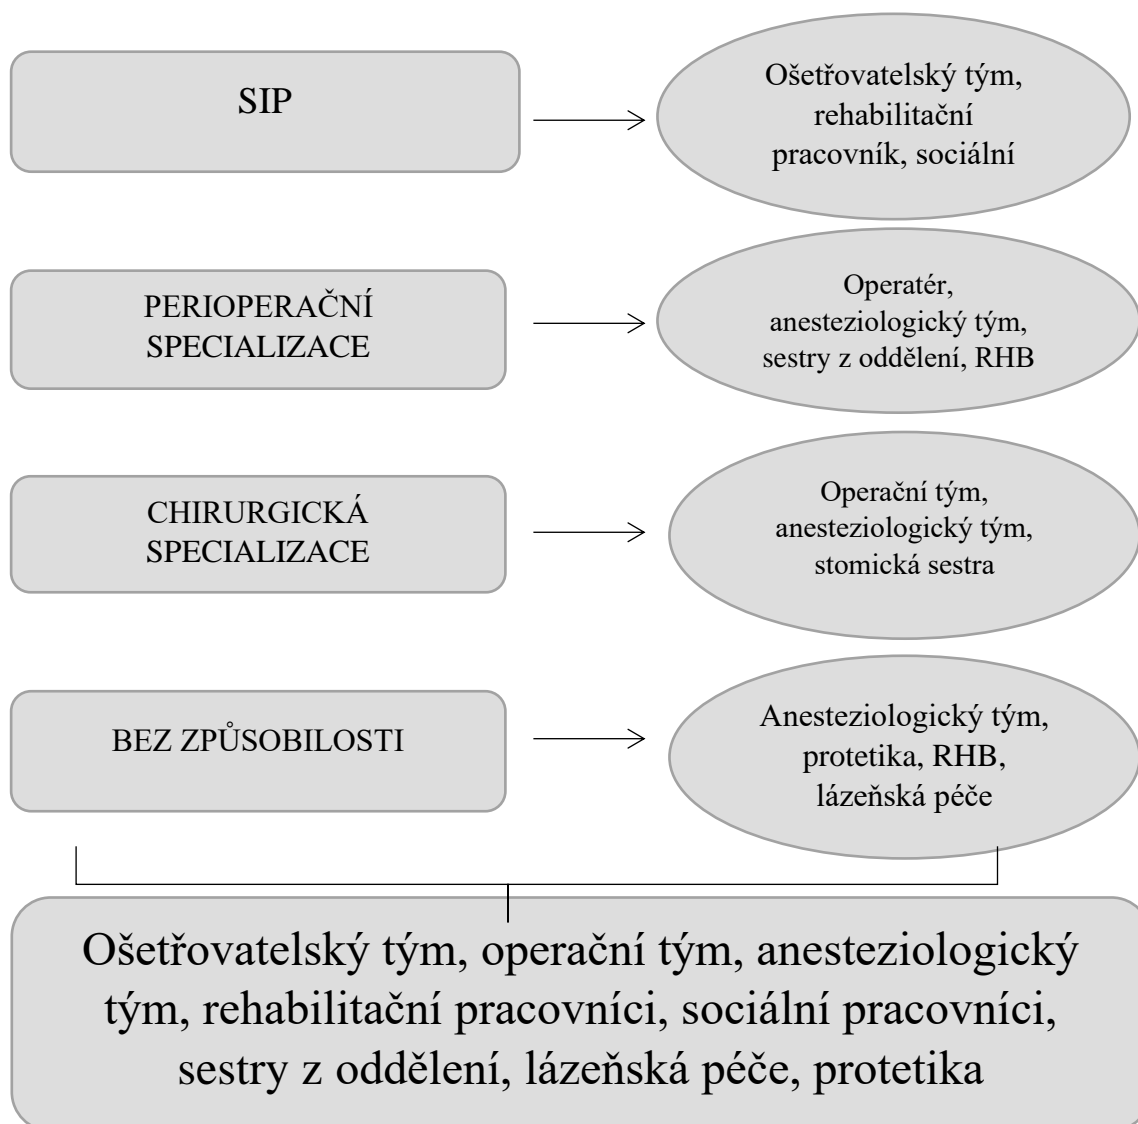 SIP
Ošetřovatelský tým,
rehabilitační
pracovník, sociální
PERIOPERAČNÍ
SPECIALIZACE
Operatér,
anesteziologický tým,
sestry z oddělení, RHB
CHIRURGICKÁ
SPECIALIZACE
Operační tým,
anesteziologický tým,
stomická sestra
BEZ ZPŮSOBILOSTI
Anesteziologický tým,
protetika, RHB,
lázeňská péče
Ošetřovatelský tým, operační tým, anesteziologický
tým, rehabilitační pracovníci, sociální pracovníci,
sestry z oddělení, lázeňská péče, protetika